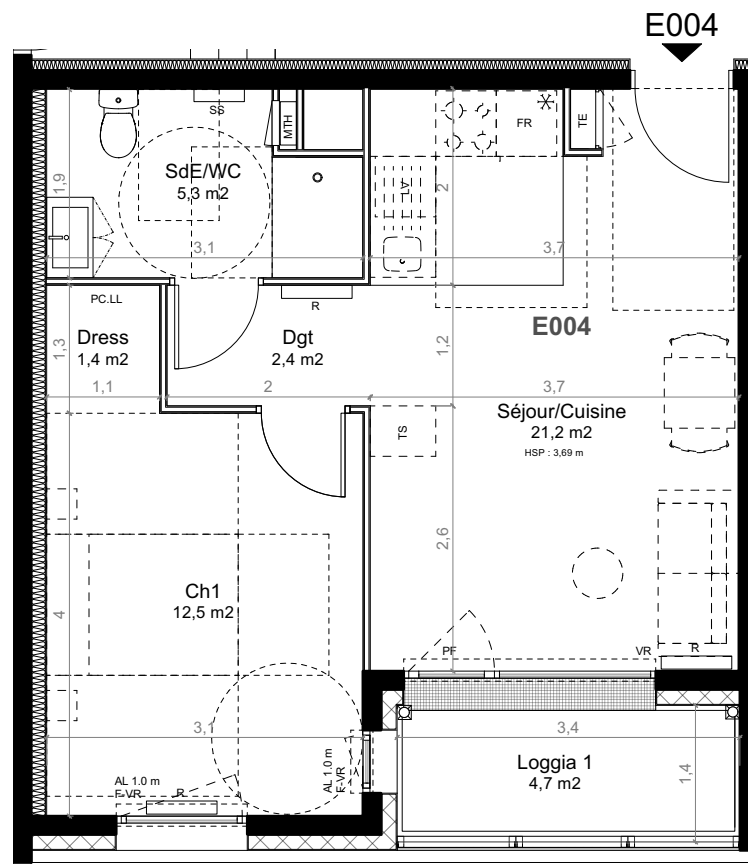 E004
SS
MTH
FR
TE
SdE/WC
5,3 m2
1,9
LV
2
3,1
3,7
PC.LL
R
E004
Dress
1,4 m2
Dgt
2,4 m2
1,3
1,2
1,1
2
3,7
Séjour/Cuisine
21,2 m2
HSP : 3,69 m
TS
2,6
Ch1
12,5 m2
4
PF
VR
R
3,1
3,4
Loggia 1
4,7 m2
1,4
AL 1.0 m
F-VR
R
AL 1.0 m
F-VR